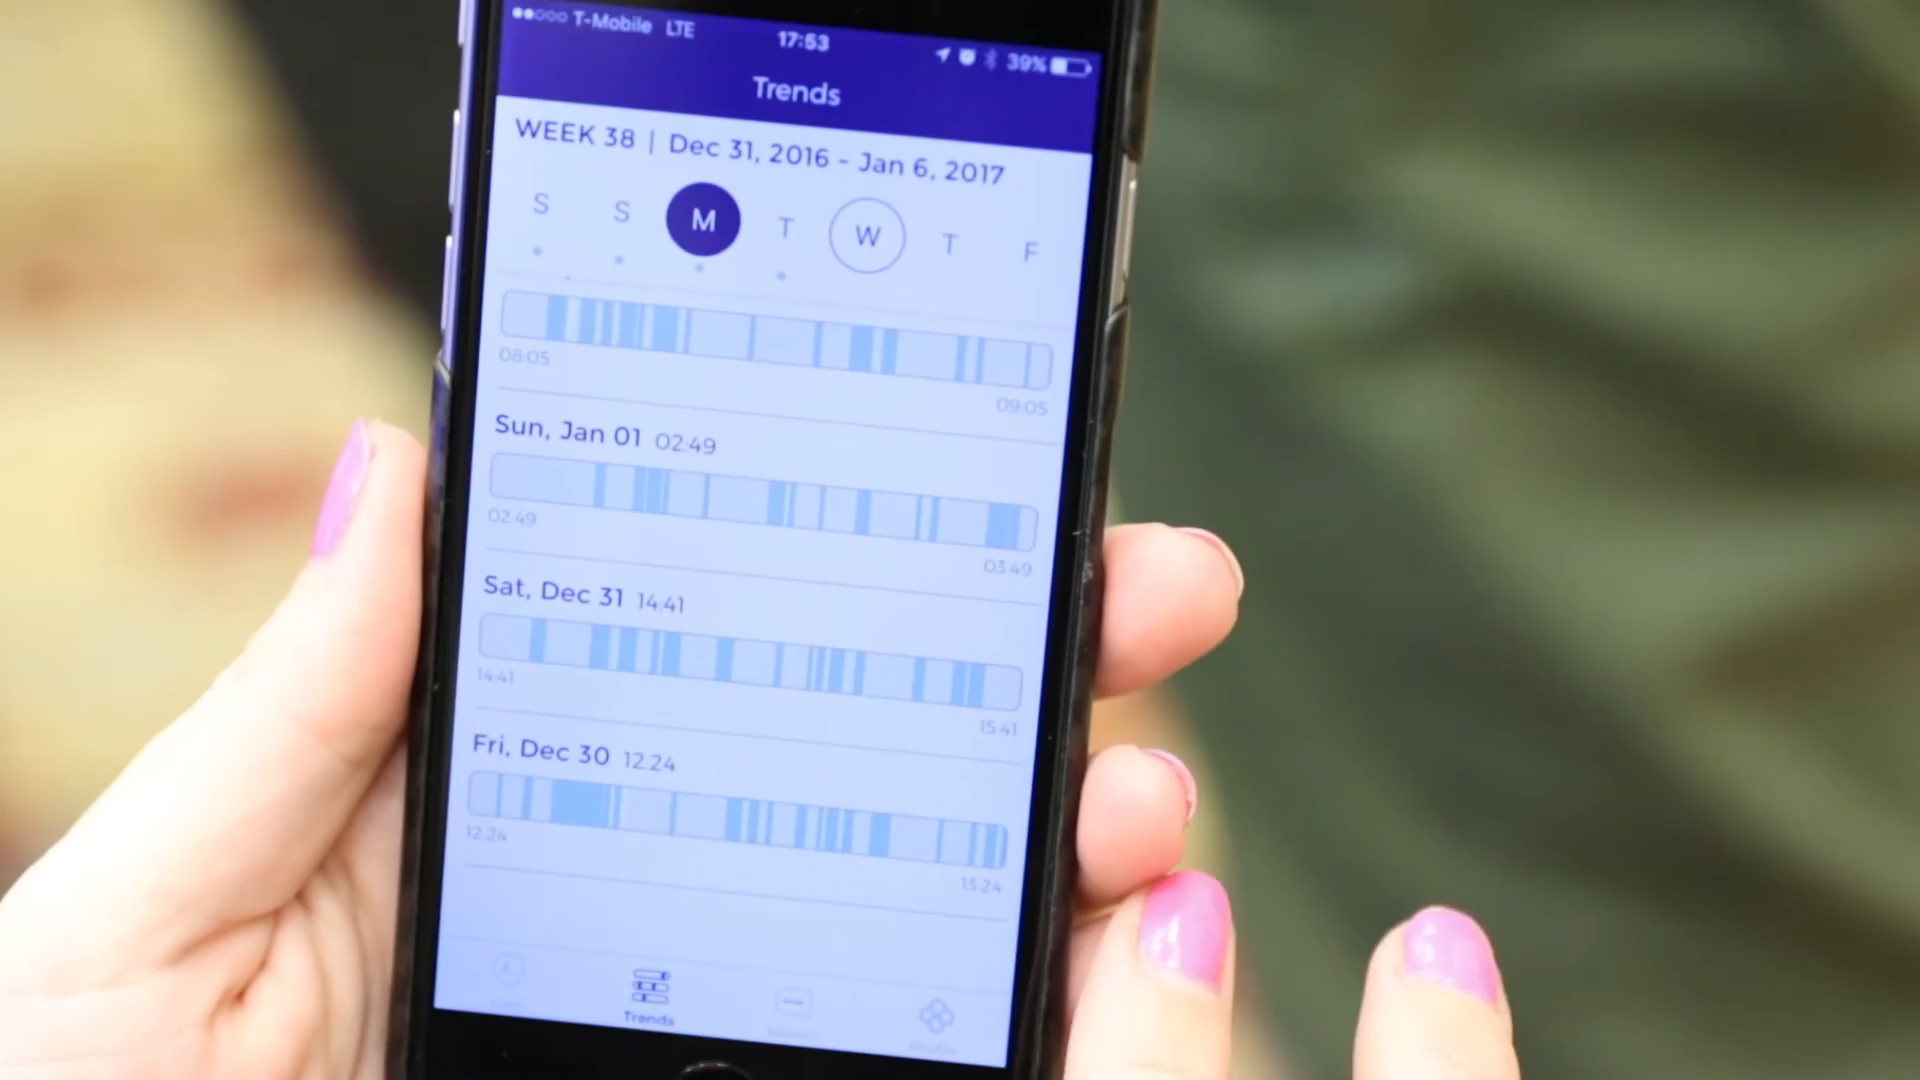 T-Mobile LTE 17:53 39%
Trends
WEEK 38 | Dec 31, 2016 - Jan 6, 2017
S S M T W T F
08:05
09:05
Sun, Jan 01 02:49
02:49
03:49
Sat, Dec 31 14:41
14:41
15:41
Fri, Dec 30 12:24
12:24
13:24
Trends